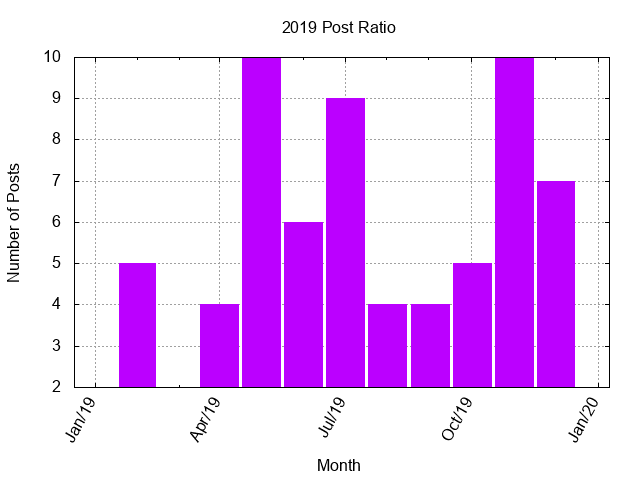 2019 Post Ratio
Number of Posts
10
9
8
7
6
5
4
3
2
Jan/19
Apr/19
Jul/19
Oct/19
Jan/20
Month